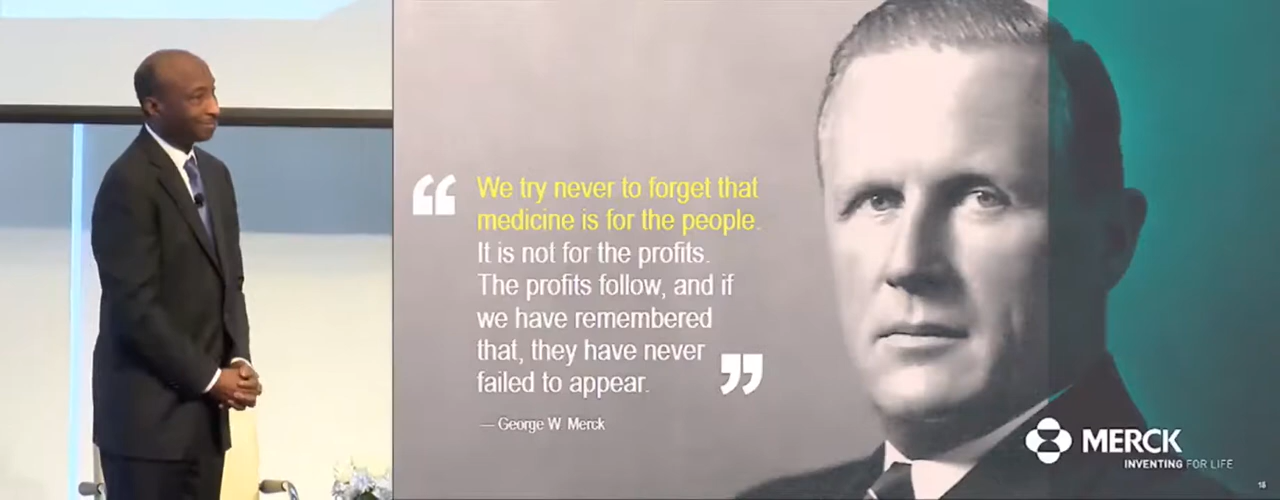 “ We try never to forget that
medicine is for the people.
It is not for the profits.
The profits follow, and if
we have remembered
that, they have never
failed to appear. ”
— George W. Merck
MERCK
INVENTING FOR LIFE